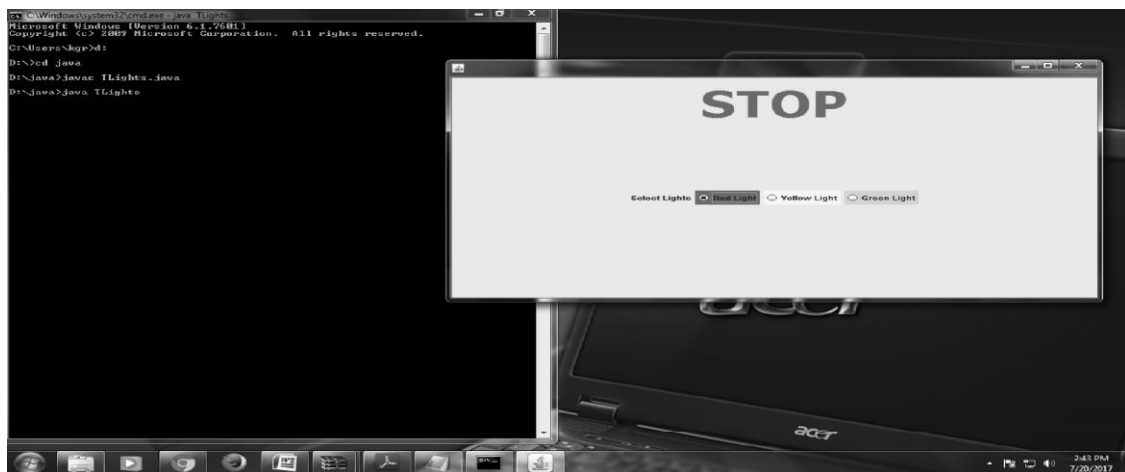 C:\Windows\system32\cmd.exe - java TLights
Microsoft Windows [Version 6.1.7601]
Copyright (c) 2009 Microsoft Corporation. All rights reserved.
C:\Users\kgr>d:
D:\>cd java
D:\java>javac TLights.java
D:\java>java TLights
STOP
Select Lights Red Light Yellow Light Green Light
acer
acer
2:43 PM
7/20/2017